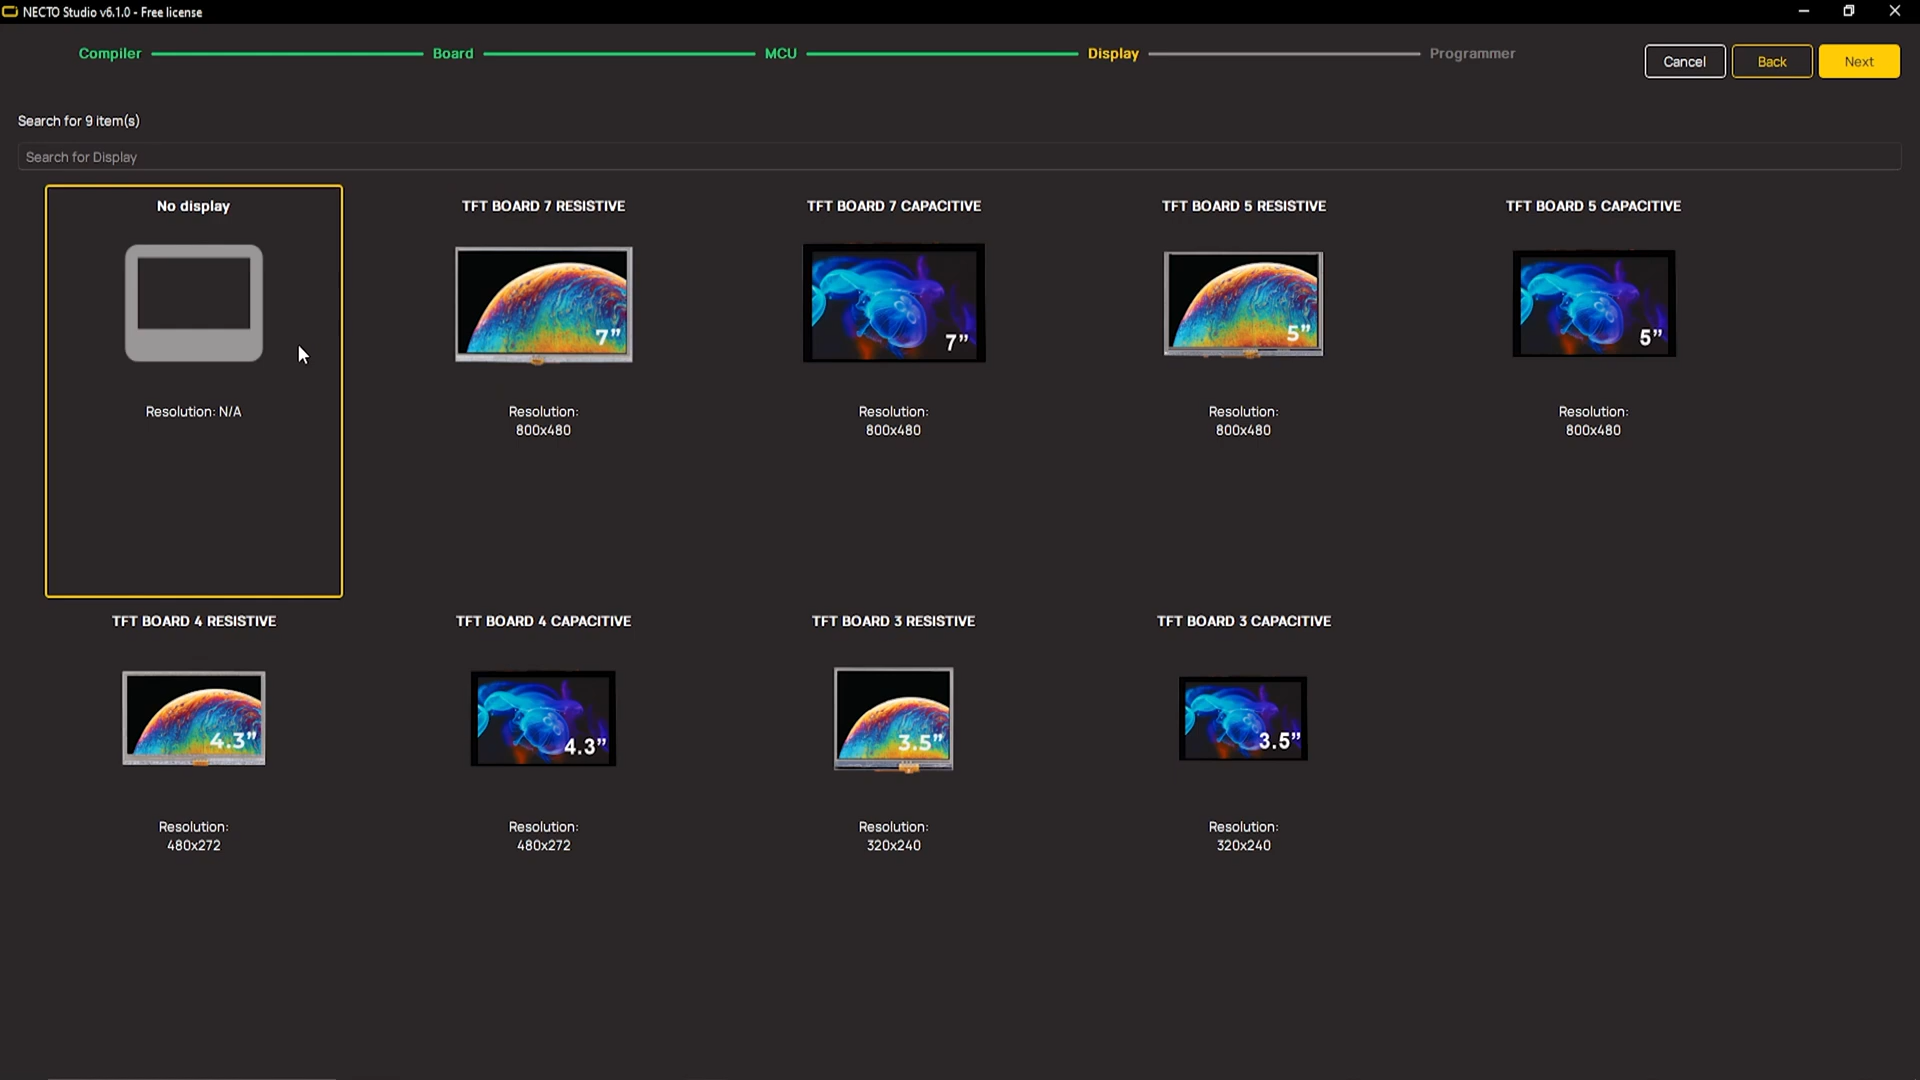 NECTO Studio v6.1.0 - Free license
Compiler
Board
MCU
Display
Programmer
Cancel
Back
Next
Search for 9 item(s)
Search for Display
No display
Resolution: N/A
TFT BOARD 7 RESISTIVE
7”
Resolution:
800x480
TFT BOARD 7 CAPACITIVE
7”
Resolution:
800x480
TFT BOARD 5 RESISTIVE
5”
Resolution:
800x480
TFT BOARD 5 CAPACITIVE
5”
Resolution:
800x480
TFT BOARD 4 RESISTIVE
4.3”
Resolution:
480x272
TFT BOARD 4 CAPACITIVE
4.3”
Resolution:
480x272
TFT BOARD 3 RESISTIVE
3.5”
Resolution:
320x240
TFT BOARD 3 CAPACITIVE
3.5”
Resolution:
320x240